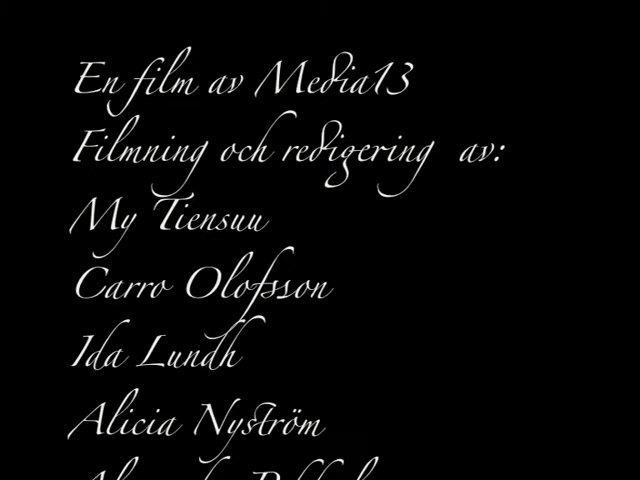 En film av Media13
Filmning och redigering av:
My Tiensuu
Carro Olofsson
Ida Lundh
Alicia Nyström